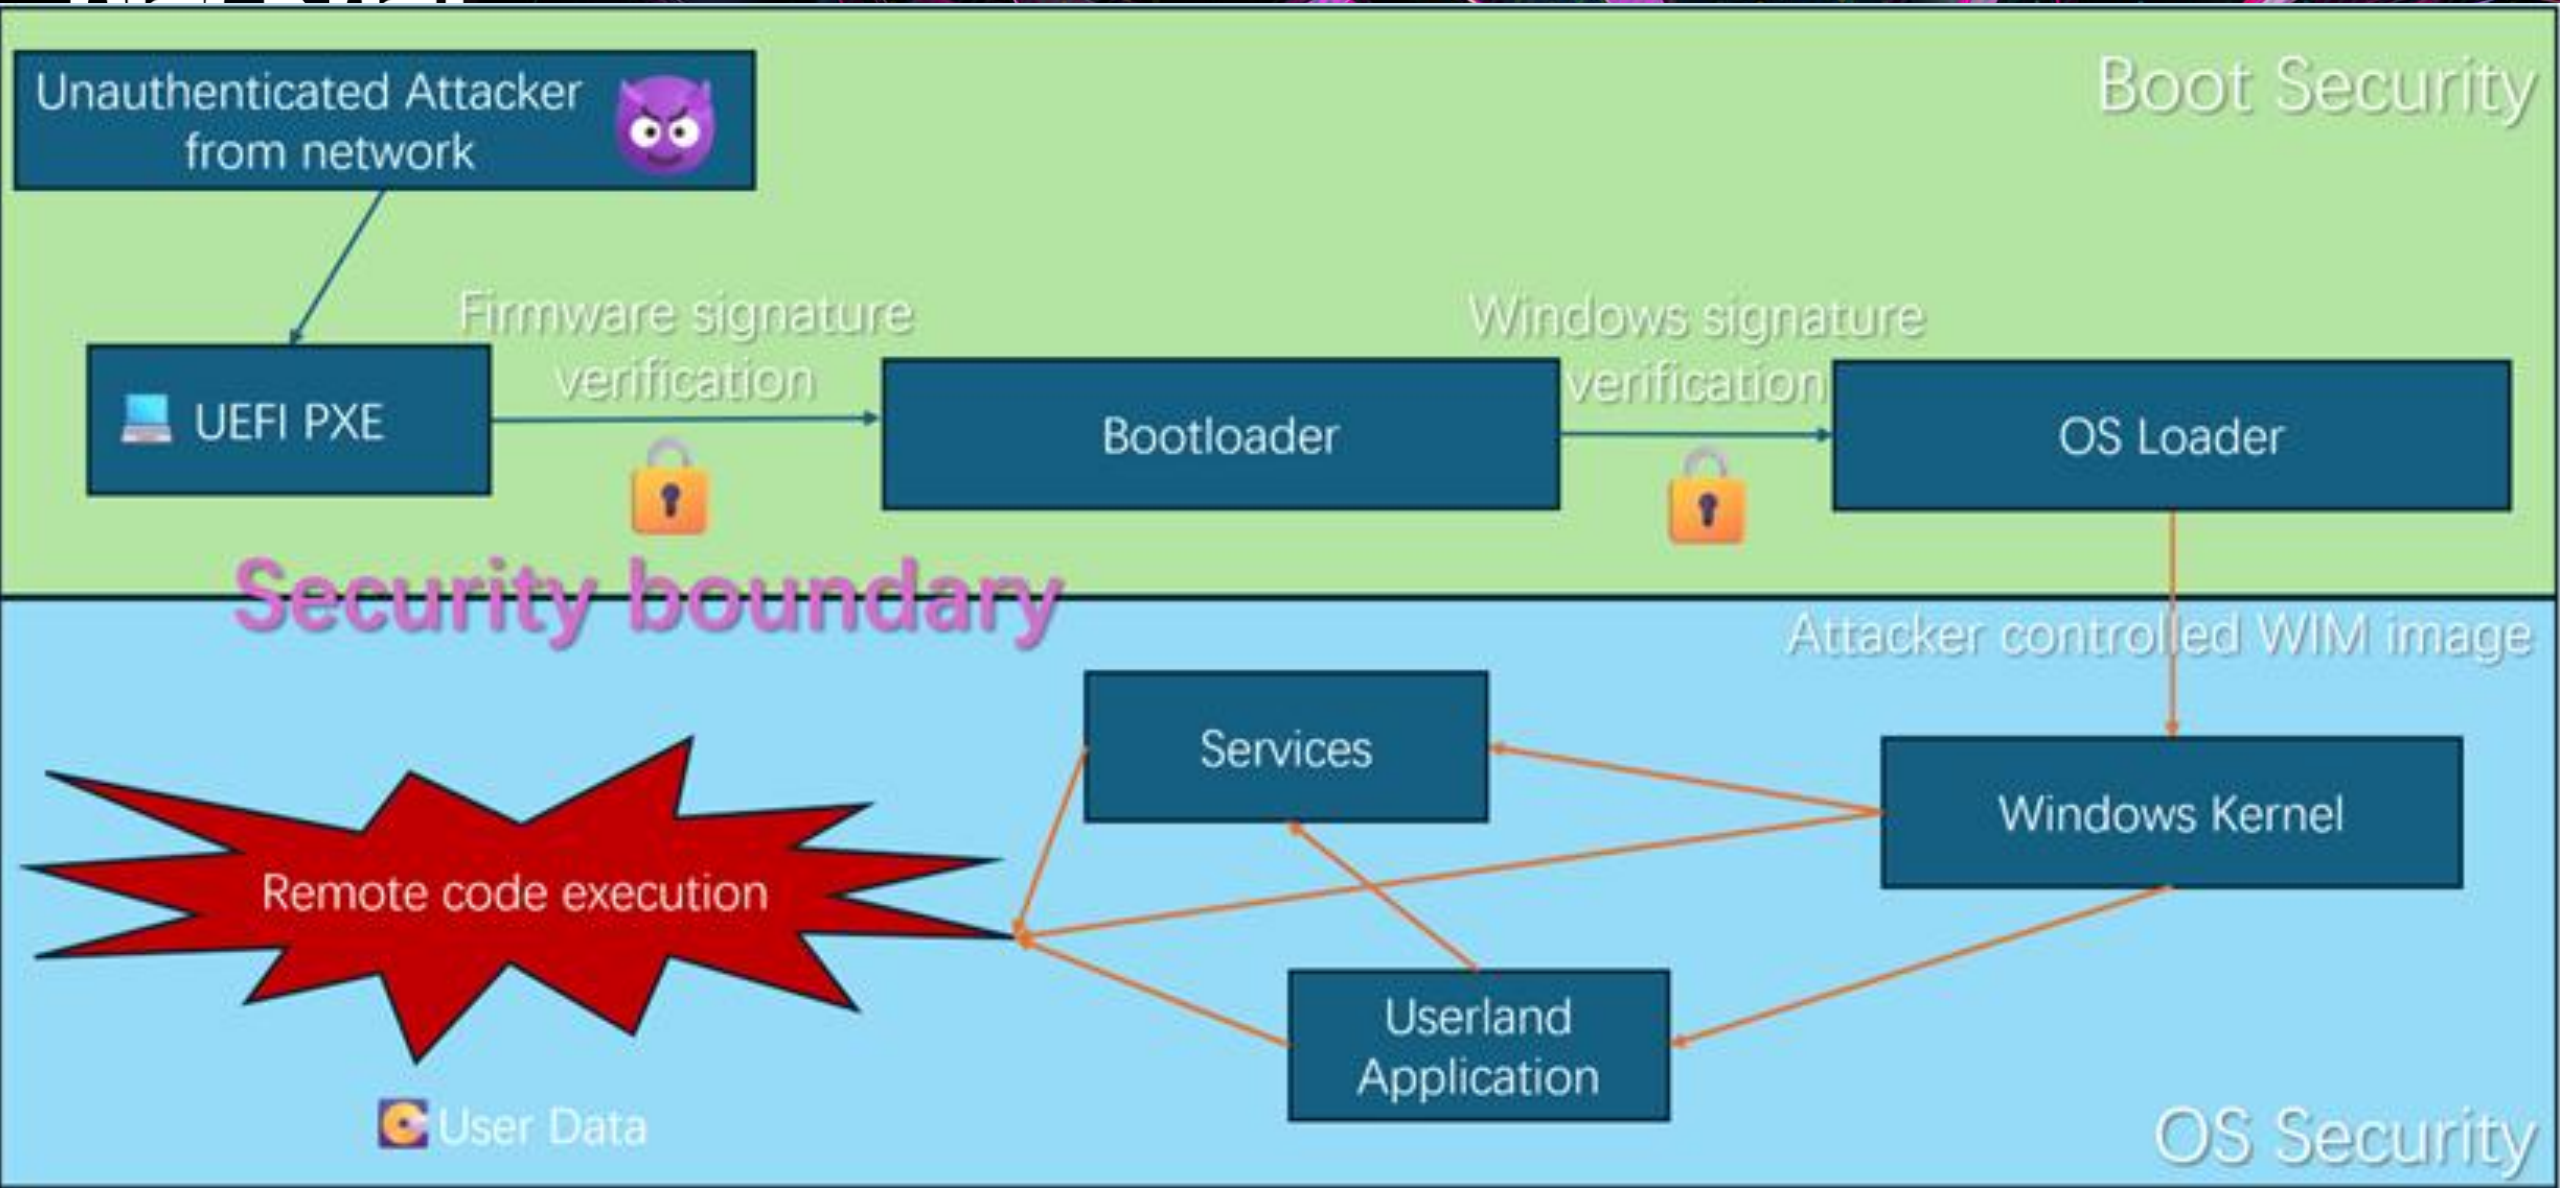 Unauthenticated Attacker
from network
Boot Security
Firmware signature
verification
Windows signature
verification
UEFI PXE
Bootloader
OS Loader
Security boundary
Attacker controlled WIM image
Services
Windows Kernel
Remote code execution
Userland
Application
User Data
OS Security